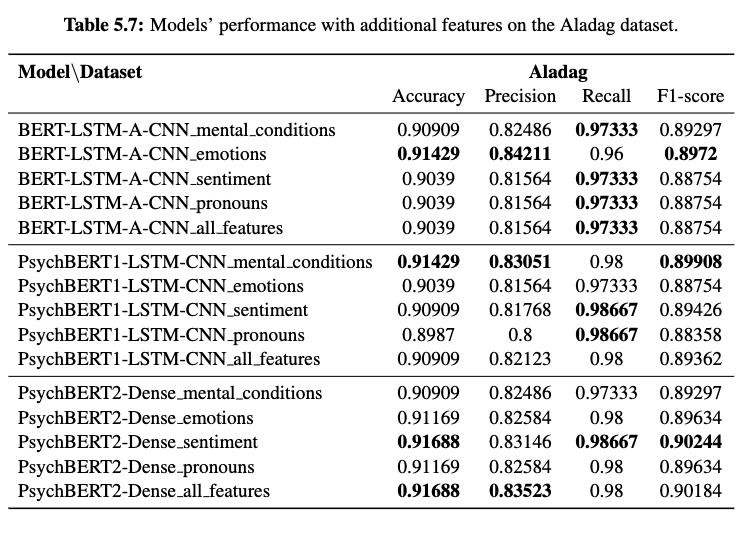 Table 5.7: Models' performance with additional features on the Aladag dataset.
Model\Dataset Aladag
Accuracy Precision Recall F1-score
BERT-LSTM-A-CNN_mental_conditions 0.90909 0.82486 0.97333 0.89297
BERT-LSTM-A-CNN_emotions 0.91429 0.84211 0.96 0.8972
BERT-LSTM-A-CNN_sentiment 0.9039 0.81564 0.97333 0.88754
BERT-LSTM-A-CNN_pronouns 0.9039 0.81564 0.97333 0.88754
BERT-LSTM-A-CNN_all_features 0.9039 0.81564 0.97333 0.88754
PsychBERT1-LSTM-CNN_mental_conditions 0.91429 0.83051 0.98 0.89908
PsychBERT1-LSTM-CNN_emotions 0.9039 0.81564 0.97333 0.88754
PsychBERT1-LSTM-CNN_sentiment 0.90909 0.81768 0.98667 0.89426
PsychBERT1-LSTM-CNN_pronouns 0.8987 0.8 0.98667 0.88358
PsychBERT1-LSTM-CNN_all_features 0.90909 0.82123 0.98 0.89362
PsychBERT2-Dense_mental_conditions 0.90909 0.82486 0.97333 0.89297
PsychBERT2-Dense_emotions 0.91169 0.82584 0.98 0.89634
PsychBERT2-Dense_sentiment 0.91688 0.83146 0.98667 0.90244
PsychBERT2-Dense_pronouns 0.91169 0.82584 0.98 0.89634
PsychBERT2-Dense_all_features 0.91688 0.83523 0.98 0.90184